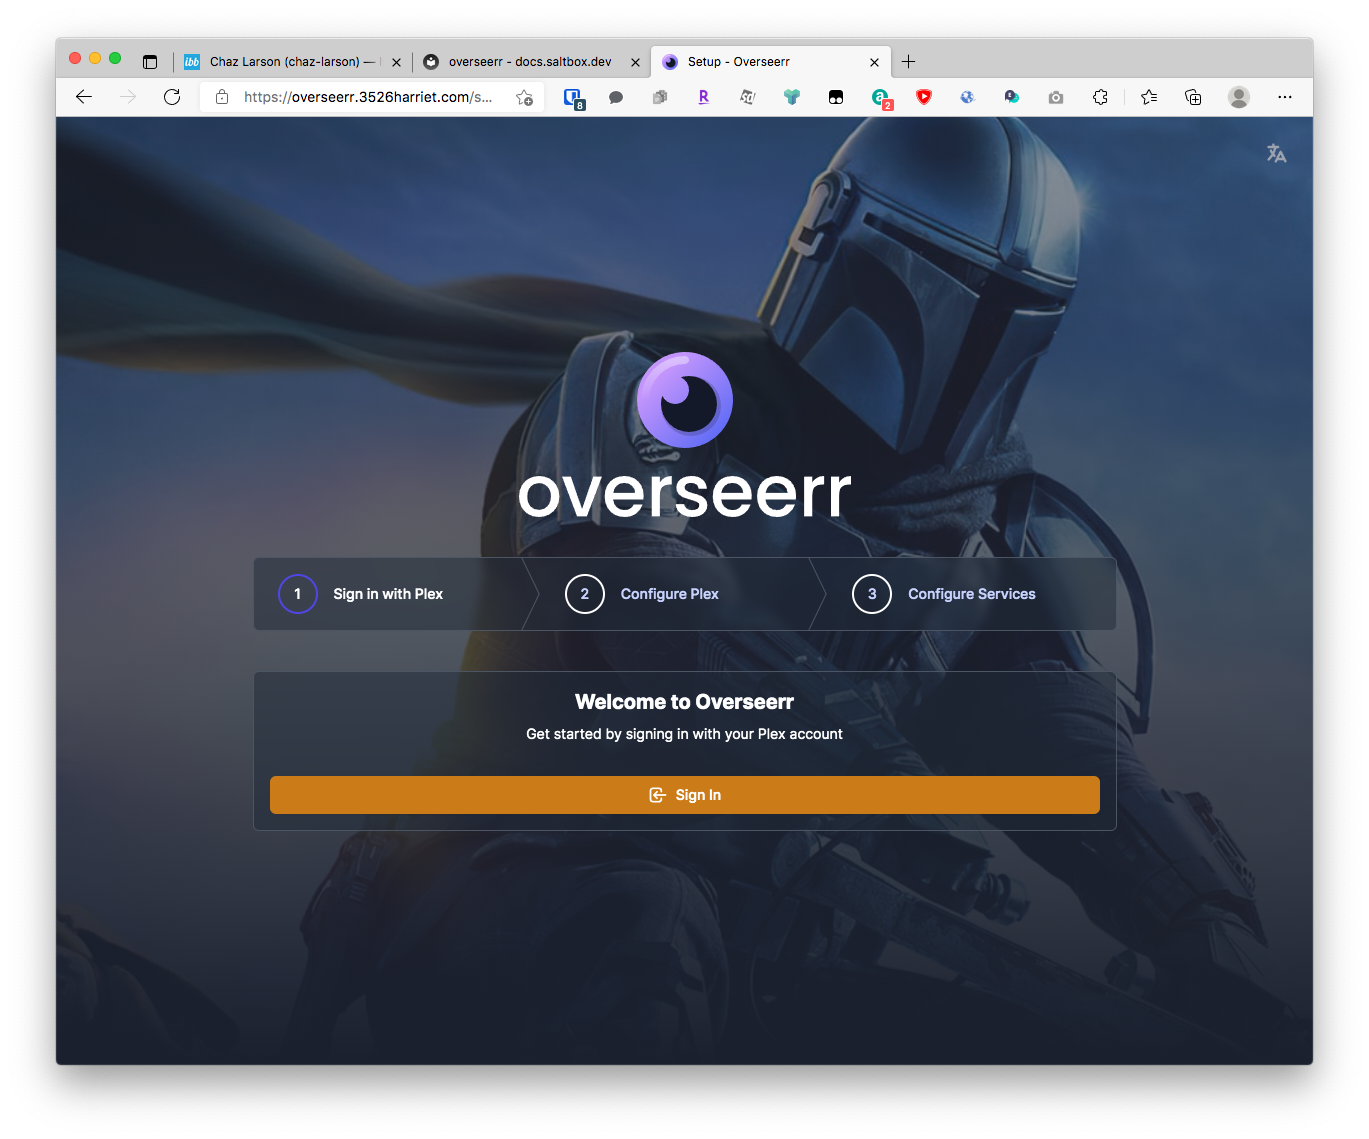 ibb Chaz Larson (chaz-larson) —
overseerr - docs.saltbox.dev
Setup - Overseerr
https://overseerr.3526harriet.com/s...
8
R
a
2
overseerr
1 Sign in with Plex
2 Configure Plex
3 Configure Services
Welcome to Overseerr
Get started by signing in with your Plex account
Sign In